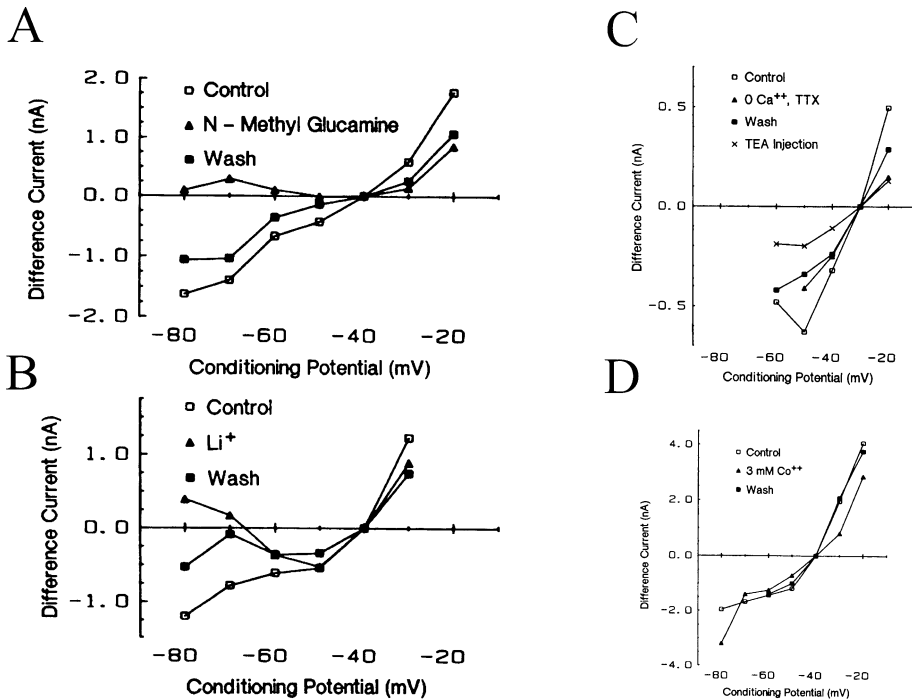 A
Difference Current (nA)
2. 0
1. 0
0. 0
-1. 0
-2. 0
Control
N - Methyl Glucamine
Wash
-80 -60 -40 -20
Conditioning Potential (mV)
B
Difference Current (nA)
1. 0
0. 0
-1. 0
Control
Li+
Wash
-80 -60 -40 -20
Conditioning Potential (mV)
C
Difference Current (nA)
0. 5
0. 0
-0. 5
Control
0 Ca++, TTX
Wash
TEA Injection
-80 -60 -40 -20
Conditioning Potential (mV)
D
Difference Current (nA)
4. 0
2. 0
0. 0
-2. 0
-4. 0
Control
3 mM Co++
Wash
-80 -60 -40 -20
Conditioning Potential (mV)